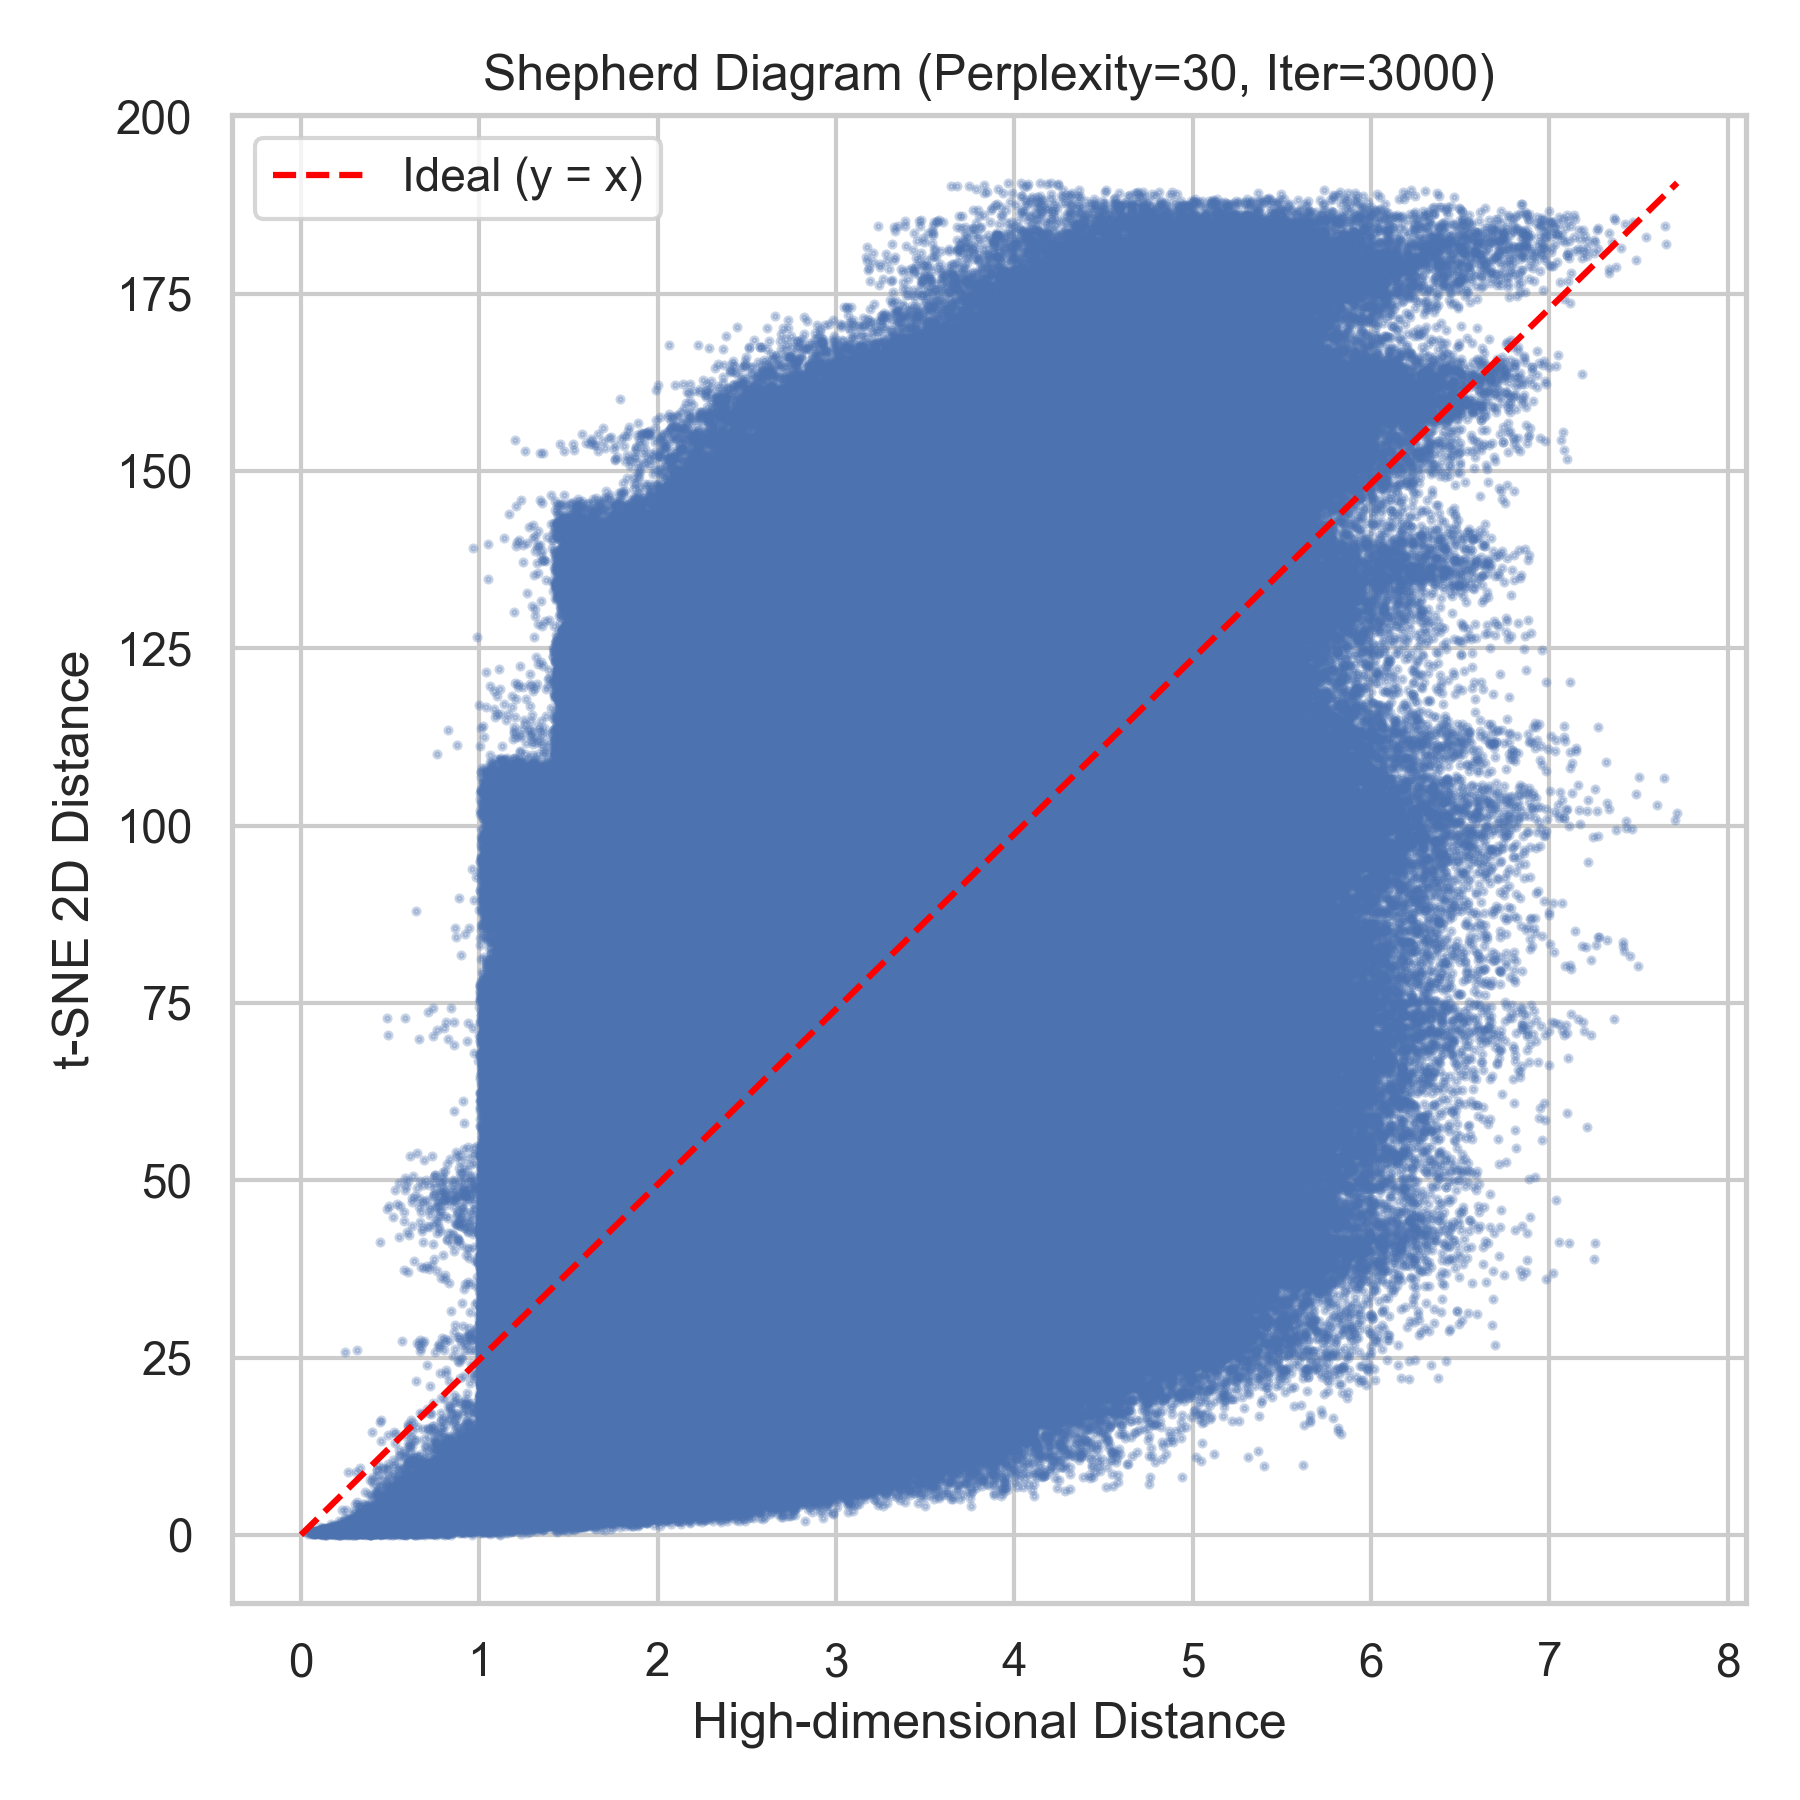 Shepherd Diagram (Perplexity=30, Iter=3000)
Ideal (y = x)
200
175
150
125
100
75
50
25
0
t-SNE 2D Distance
0 1 2 3 4 5 6 7 8
High-dimensional Distance